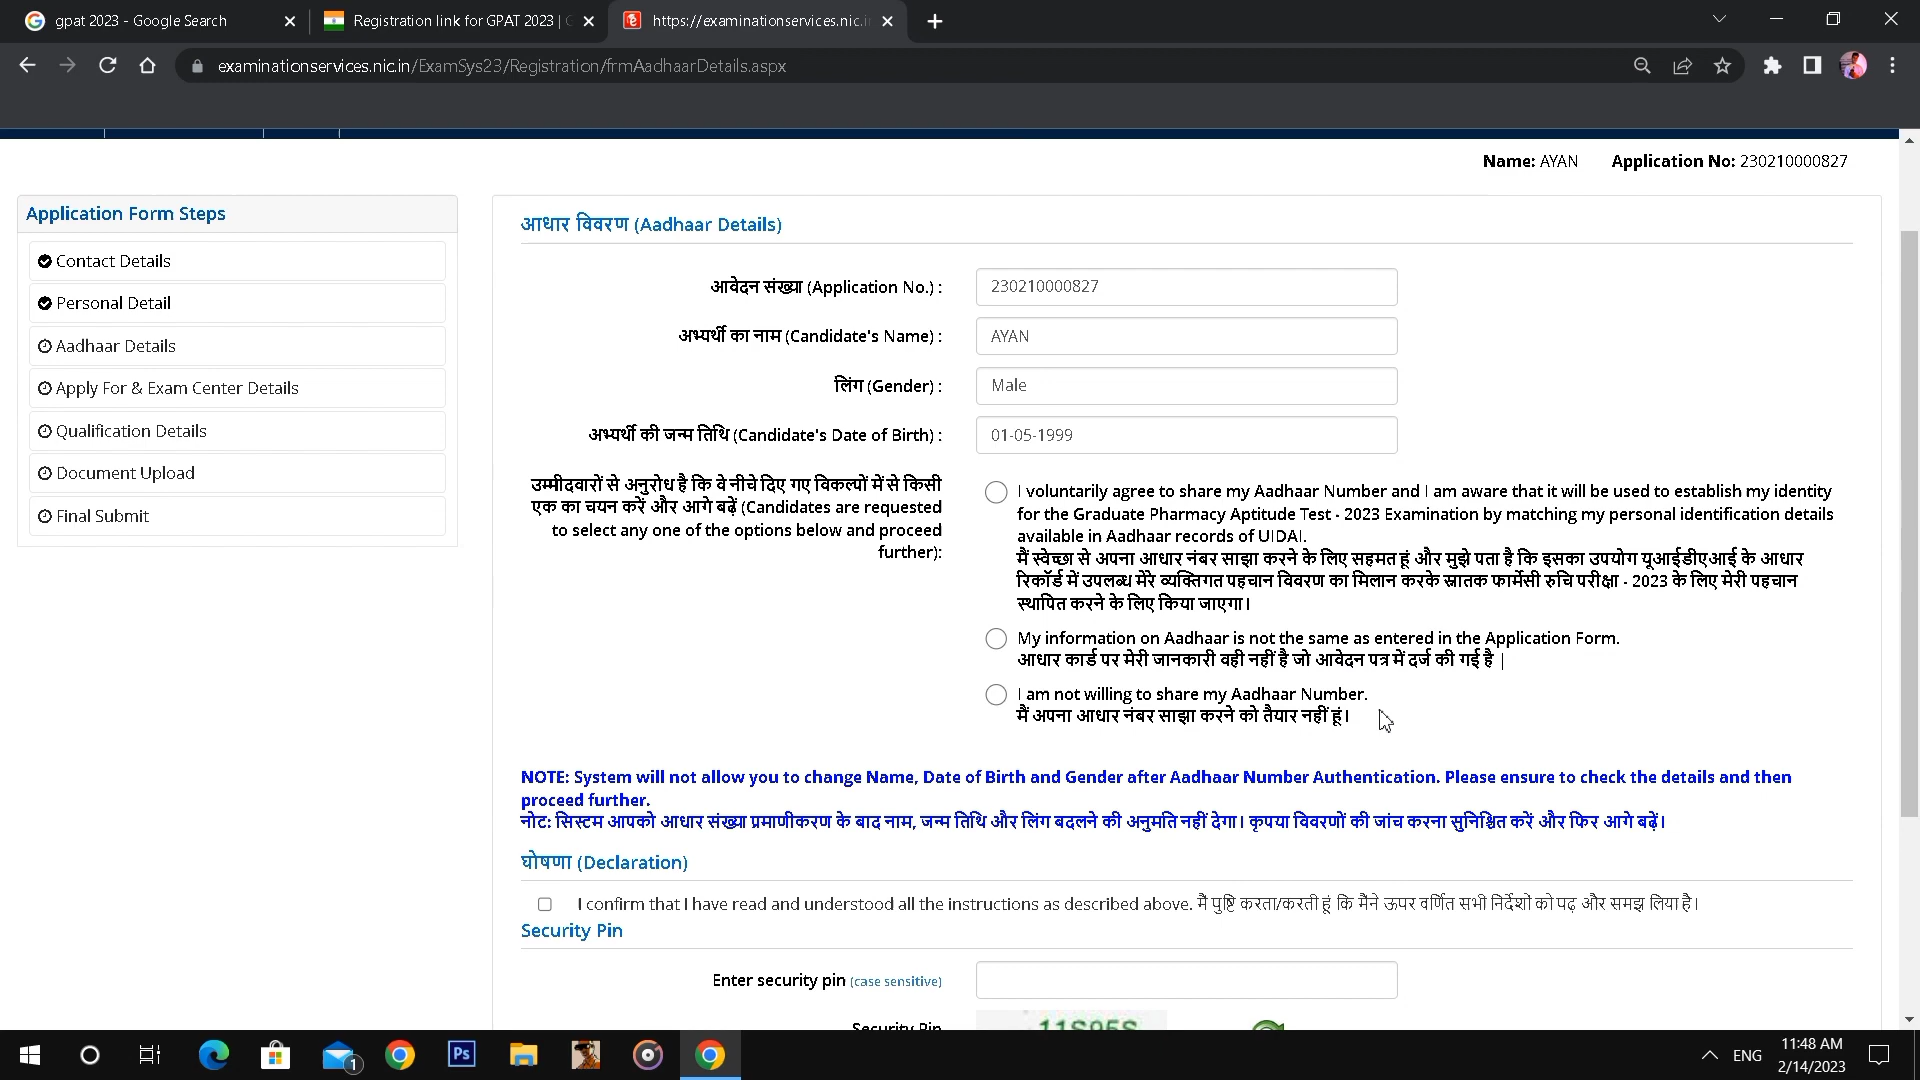 gpat 2023 - Google Search
Registration link for GPAT 2023 |
https://examinationservices.nic.i
examinationservices.nic.in/ExamSys23/Registration/frmAadhaarDetails.aspx
Name: AYAN Application No: 230210000827
Application Form Steps
Contact Details
Personal Detail
Aadhaar Details
Apply For & Exam Center Details
Qualification Details
Document Upload
Final Submit
आधार विवरण (Aadhaar Details)
आवेदन संख्या (Application No.) : 230210000827
अभ्यर्थी का नाम (Candidate's Name) : AYAN
लिंग (Gender) : Male
अभ्यर्थी की जन्म तिथि (Candidate's Date of Birth) : 01-05-1999
उम्मीदवारों से अनुरोध है कि वे नीचे दिए गए विकल्पों में से किसी
एक का चयन करें और आगे बढ़ें (Candidates are requested
to select any one of the options below and proceed
further):
I voluntarily agree to share my Aadhaar Number and I am aware that it will be used to establish my identity
for the Graduate Pharmacy Aptitude Test - 2023 Examination by matching my personal identification details
available in Aadhaar records of UIDAI.
मैं स्वेच्छा से अपना आधार नंबर साझा करने के लिए सहमत हूं और मुझे पता है कि इसका उपयोग यूआईडीएआई के आधार
रिकॉर्ड में उपलब्ध मेरे व्यक्तिगत पहचान विवरण का मिलान करके स्नातक फार्मेसी रुचि परीक्षा - 2023 के लिए मेरी पहचान
स्थापित करने के लिए किया जाएगा।
My information on Aadhaar is not the same as entered in the Application Form.
आधार कार्ड पर मेरी जानकारी वही नहीं है जो आवेदन पत्र में दर्ज की गई है |
I am not willing to share my Aadhaar Number.
मैं अपना आधार नंबर साझा करने को तैयार नहीं हूं।
NOTE: System will not allow you to change Name, Date of Birth and Gender after Aadhaar Number Authentication. Please ensure to check the details and then
proceed further.
नोट: सिस्टम आपको आधार संख्या प्रमाणीकरण के बाद नाम, जन्म तिथि और लिंग बदलने की अनुमति नहीं देगा। कृपया विवरणों की जांच करना सुनिश्चित करें और फिर आगे बढ़ें।
घोषणा (Declaration)
I confirm that I have read and understood all the instructions as described above. मैं पुष्टि करता/करती हूं कि मैंने ऊपर वर्णित सभी निर्देशों को पढ़ और समझ लिया है।
Security Pin
Enter security pin (case sensitive)
Security Pin
Ps
1
ENG
11:48 AM
2/14/2023